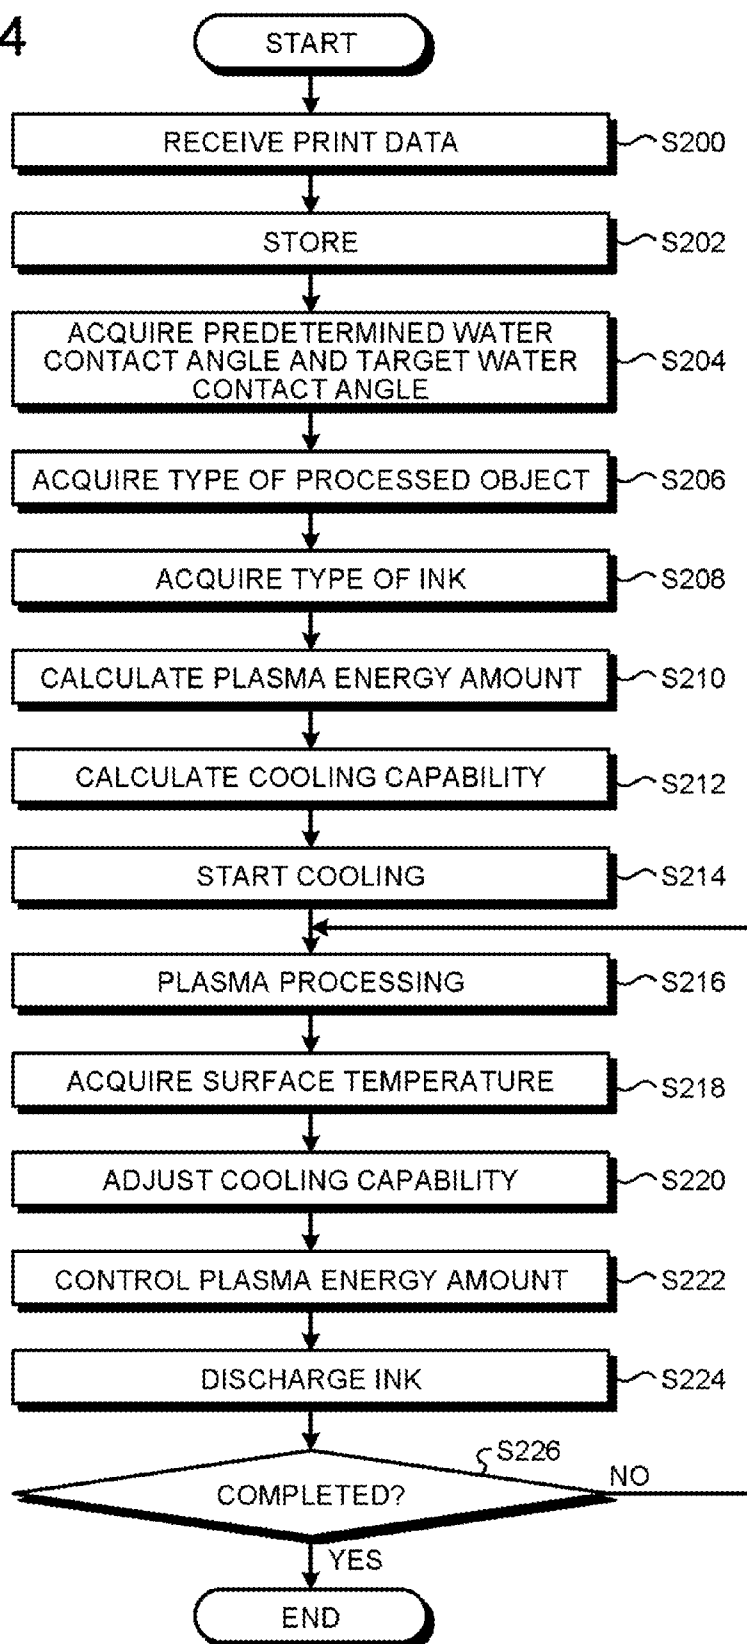 4
START
RECEIVE PRINT DATA
S200
STORE
S202
ACQUIRE PREDETERMINED WATER
CONTACT ANGLE AND TARGET WATER
CONTACT ANGLE
S204
ACQUIRE TYPE OF PROCESSED OBJECT
S206
ACQUIRE TYPE OF INK
S208
CALCULATE PLASMA ENERGY AMOUNT
S210
CALCULATE COOLING CAPABILITY
S212
START COOLING
S214
PLASMA PROCESSING
S216
ACQUIRE SURFACE TEMPERATURE
S218
ADJUST COOLING CAPABILITY
S220
CONTROL PLASMA ENERGY AMOUNT
S222
DISCHARGE INK
S224
S226
COMPLETED?
NO
YES
END